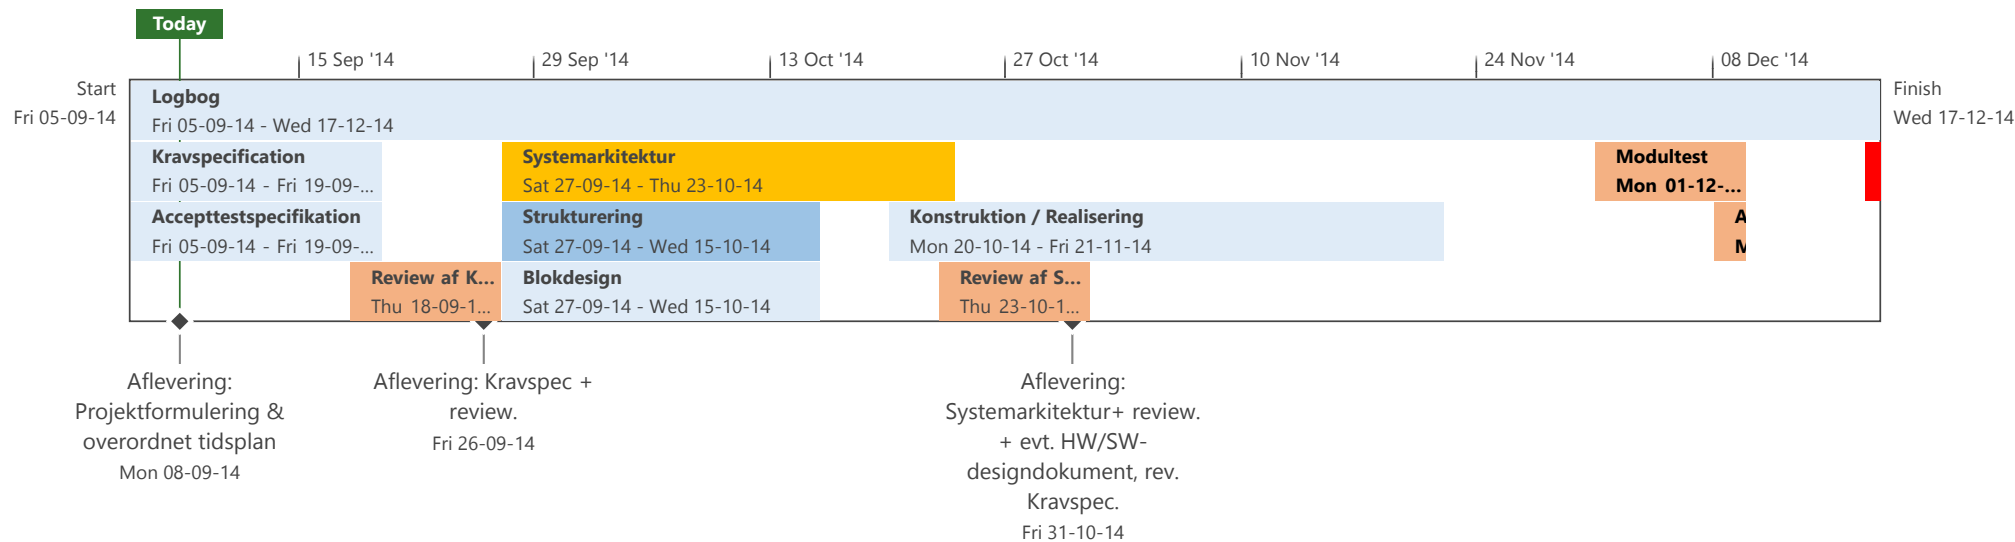 Today
15 Sep '14
29 Sep '14
13 Oct '14
27 Oct '14
10 Nov '14
24 Nov '14
08 Dec '14
Start
Fri 05-09-14
Finish
Wed 17-12-14
Logbog
Fri 05-09-14 - Wed 17-12-14
Kravspecification
Fri 05-09-14 - Fri 19-09-...
Systemarkitektur
Sat 27-09-14 - Thu 23-10-14
Modultest
Mon 01-12-...
Accepttestspecifikation
Fri 05-09-14 - Fri 19-09-...
Strukturering
Sat 27-09-14 - Wed 15-10-14
Konstruktion / Realisering
Mon 20-10-14 - Fri 21-11-14
Review af K...
Thu 18-09-1...
Blokdesign
Sat 27-09-14 - Wed 15-10-14
Review af S...
Thu 23-10-1...
Aflevering:
Projektformulering &
overordnet tidsplan
Mon 08-09-14
Aflevering: Kravspec +
review.
Fri 26-09-14
Aflevering:
Systemarkitektur+ review.
+ evt. HW/SW-
designdokument, rev.
Kravspec.
Fri 31-10-14